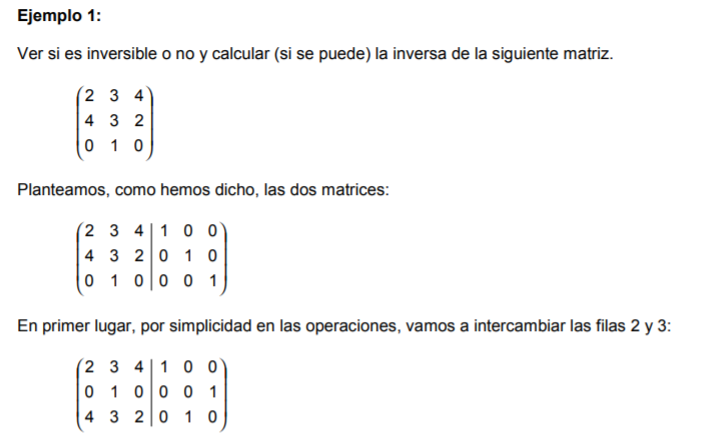 Ejemplo 1:
Ver si es inversible o no y calcular (si se puede) la inversa de la siguiente matriz.
2 3 4
4 3 2
0 1 0
Planteamos, como hemos dicho, las dos matrices:
2 3 4 | 1 0 0
4 3 2 | 0 1 0
0 1 0 | 0 0 1
En primer lugar, por simplicidad en las operaciones, vamos a intercambiar las filas 2 y 3:
2 3 4 | 1 0 0
0 1 0 | 0 0 1
4 3 2 | 0 1 0